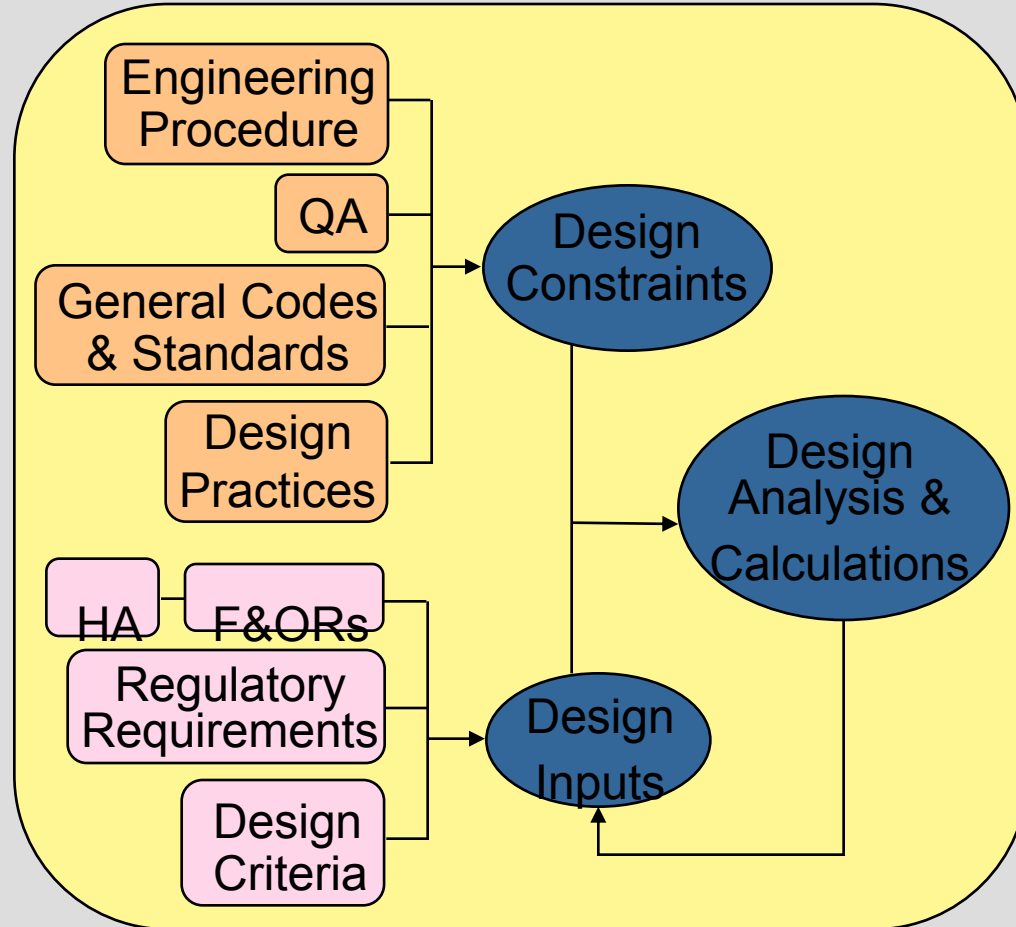 Engineering
Procedure
QA
General Codes
& Standards
Design
Practices
Design
Constraints
Design
Analysis &
Calculations
HA
F&ORs
Regulatory
Requirements
Design
Criteria
Design
Inputs